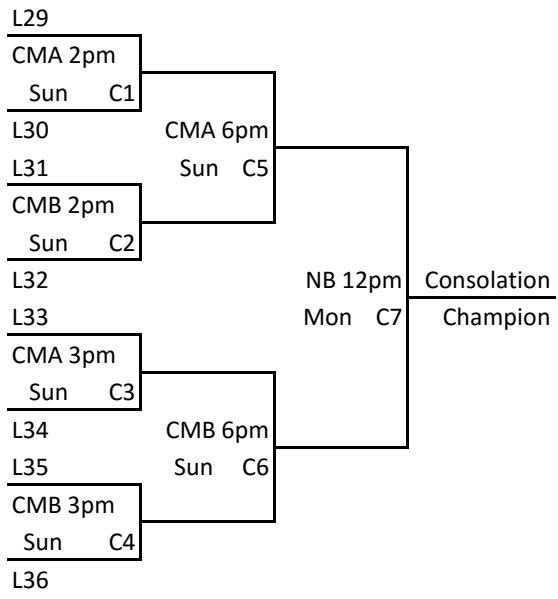 L29
CMA 2pm
Sun C1
L30
CMA 6pm
L31
Sun C5
CMB 2pm
Sun C2
L32
NB 12pm
Consolation
L33
Mon C7
Champion
CMA 3pm
Sun C3
L34
CMB 6pm
L35
Sun C6
CMB 3pm
Sun C4
L36